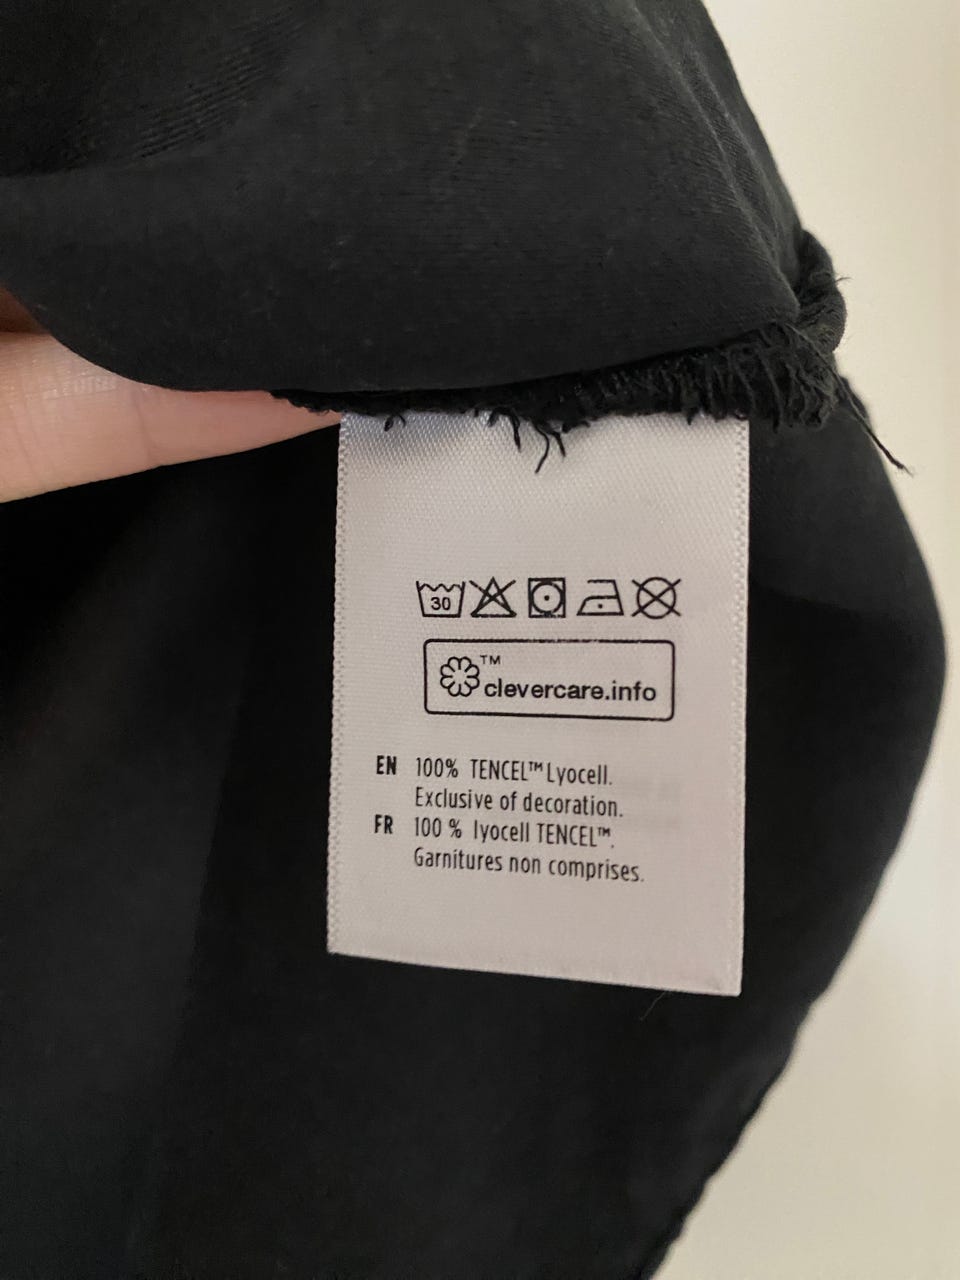 30
TM
clevercare.info
EN 100% TENCEL™ Lyocell.
Exclusive of decoration.
FR 100 % lyocell TENCEL™.
Garnitures non comprises.